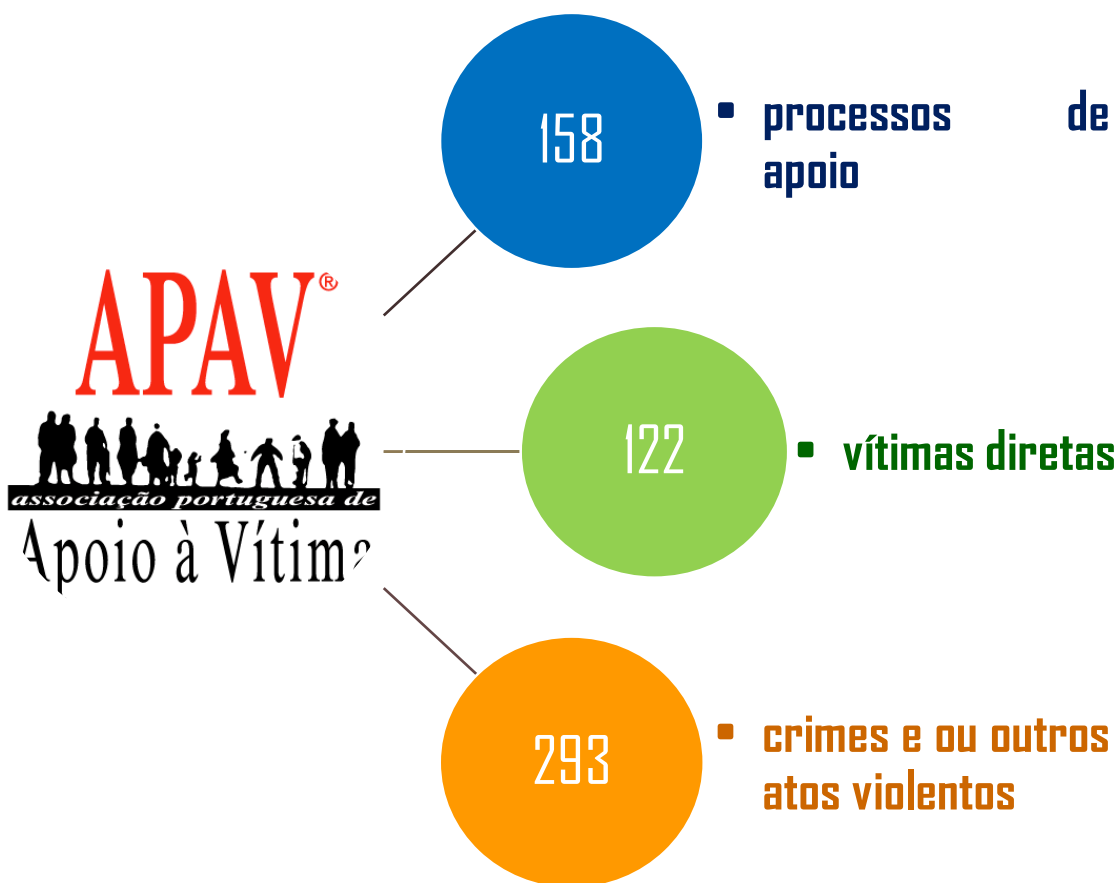 APAV®
associação portuguesa de
Apoio à Vítima
158
▪ processos de
apoio
122
▪ vítimas diretas
293
▪ crimes e ou outros
atos violentos